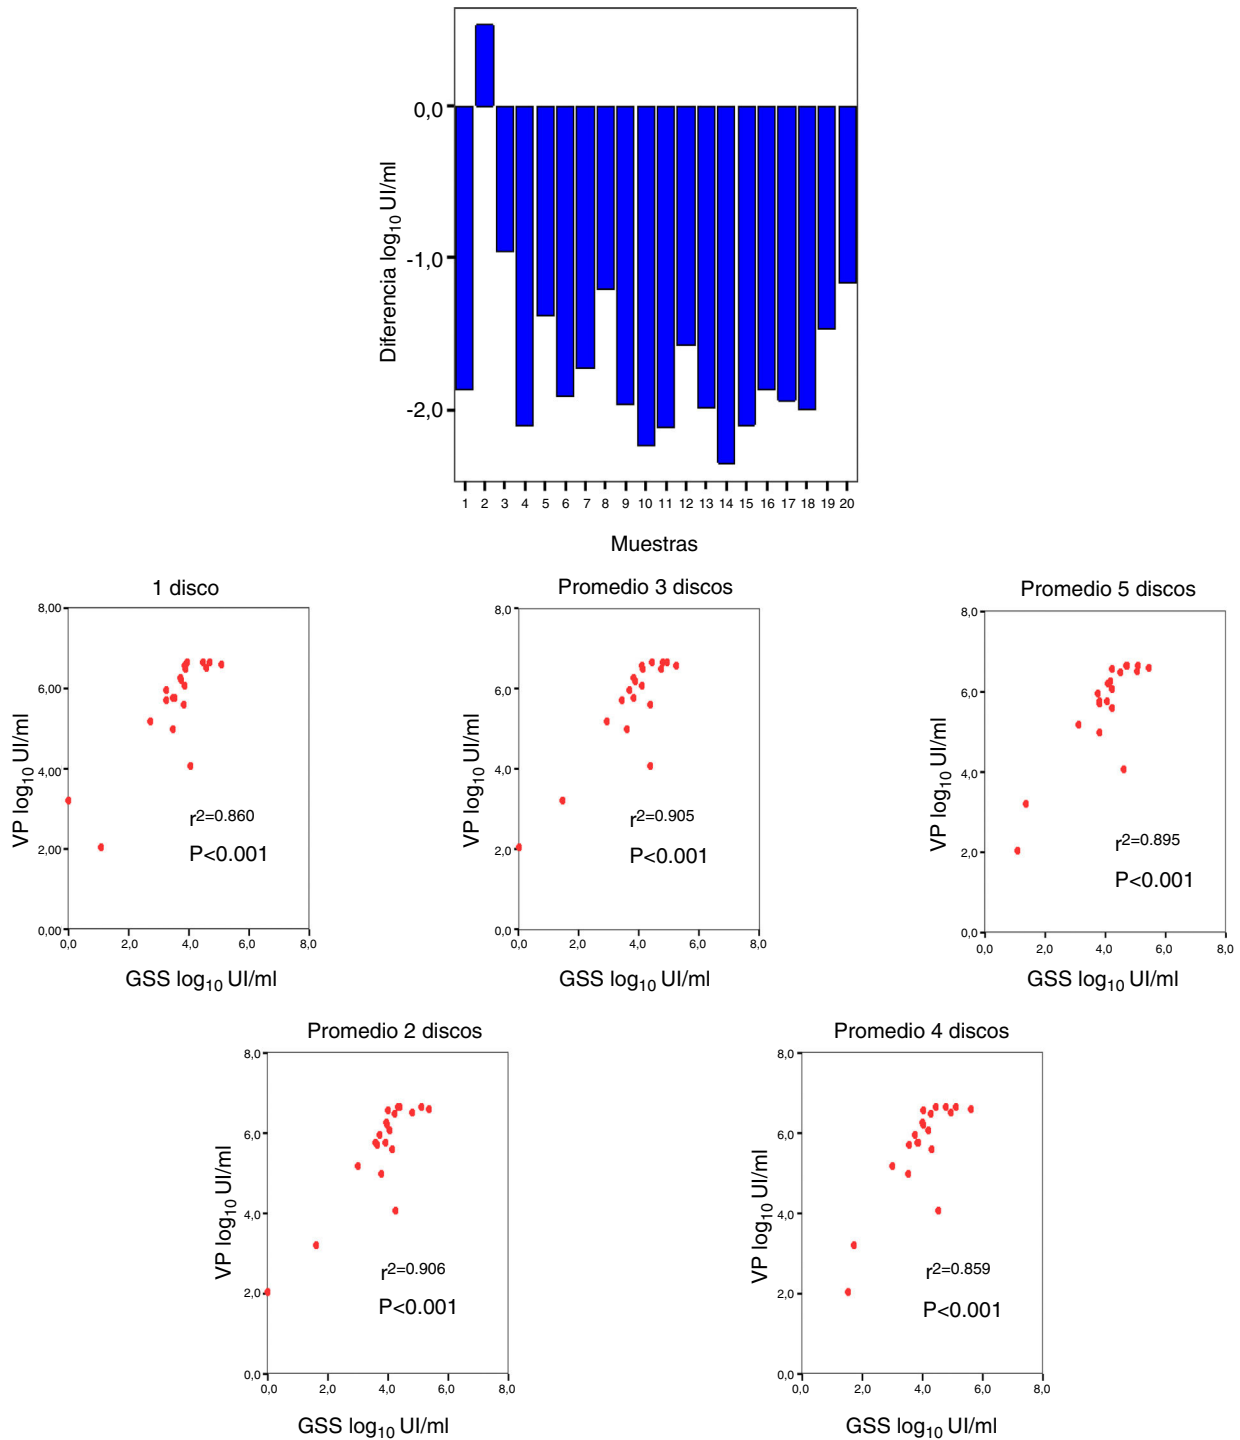 0,0
-1,0
-2,0
Diferencia log10 UI/ml
1 2 3 4 5 6 7 8 9 10 11 12 13 14 15 16 17 18 19 20
Muestras
1 disco
8,00
6,00
4,00
2,00
0,00
VP log10 UI/ml
r2=0.860
P<0.001
0,0 2,0 4,0 6,0 8,0
GSS log10 UI/ml
Promedio 3 discos
8,0
6,0
4,0
2,0
0,0
VP log10 UI/ml
r2=0.905
P<0.001
0,0 2,0 4,0 6,0 8,0
GSS log10 UI/ml
Promedio 5 discos
8,0
6,0
4,0
2,0
0,0
VP log10 UI/ml
r2=0.895
P<0.001
0,0 2,0 4,0 6,0 8,0
GSS log10 UI/ml
Promedio 2 discos
8,0
6,0
4,0
2,0
0,0
VP log10 UI/ml
r2=0.906
P<0.001
0,0 2,0 4,0 6,0 8,0
GSS log10 UI/ml
Promedio 4 discos
8,0
6,0
4,0
2,0
0,0
VP log10 UI/ml
r2=0.859
P<0.001
0,0 2,0 4,0 6,0 8,0
GSS log10 UI/ml